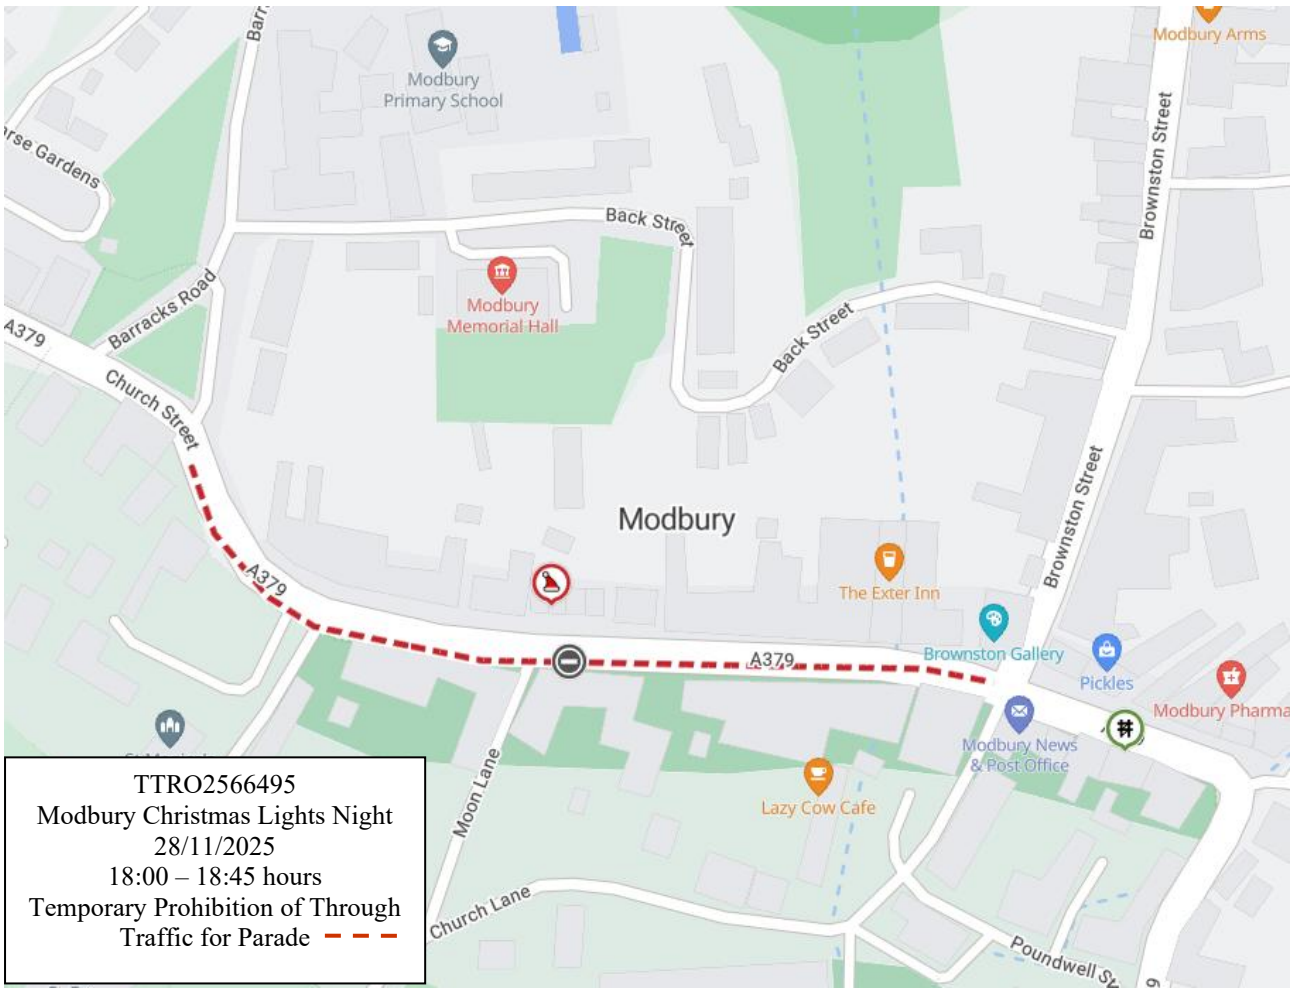 Modbury Arms
Barr
Modbury
Primary School
Brownston Street
Gardens
Back Street
Barracks Road
Modbury
Memorial Hall
A379
Church Street
Back Street
Brownston Street
Modbury
The Exter Inn
A379
Brownston Gallery
A379
Pickles
Modbury Pharma
Modbury News
& Post Office
Lazy Cow Cafe
Moon Lane
Church Lane
Poundwell St
TTRO2566495
Modbury Christmas Lights Night
28/11/2025
18:00 – 18:45 hours
Temporary Prohibition of Through
Traffic for Parade